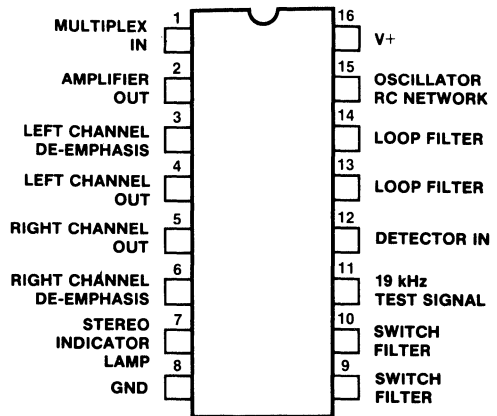 MULTIPLEX
IN
1
AMPLIFIER
OUT
2
LEFT CHANNEL
DE-EMPHASIS
3
LEFT CHANNEL
OUT
4
RIGHT CHANNEL
OUT
5
RIGHT CHANNEL
DE-EMPHASIS
6
STEREO
INDICATOR
LAMP
7
GND
8
16
V+
15
OSCILLATOR
RC NETWORK
14
LOOP FILTER
13
LOOP FILTER
12
DETECTOR IN
11
19 kHz
TEST SIGNAL
10
SWITCH
FILTER
9
SWITCH
FILTER